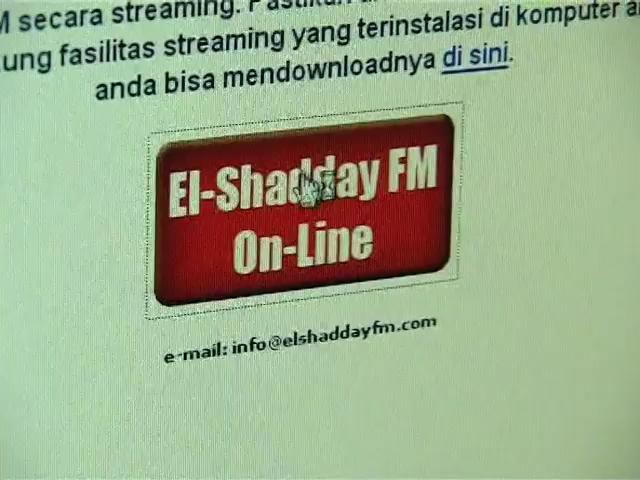 secara streaming.
fasilitas streaming yang terinstalasi di komputer
anda bisa mendownloadnya di sini.
El-Shadday FM
On-Line
e-mail: info@elshaddayfm.com